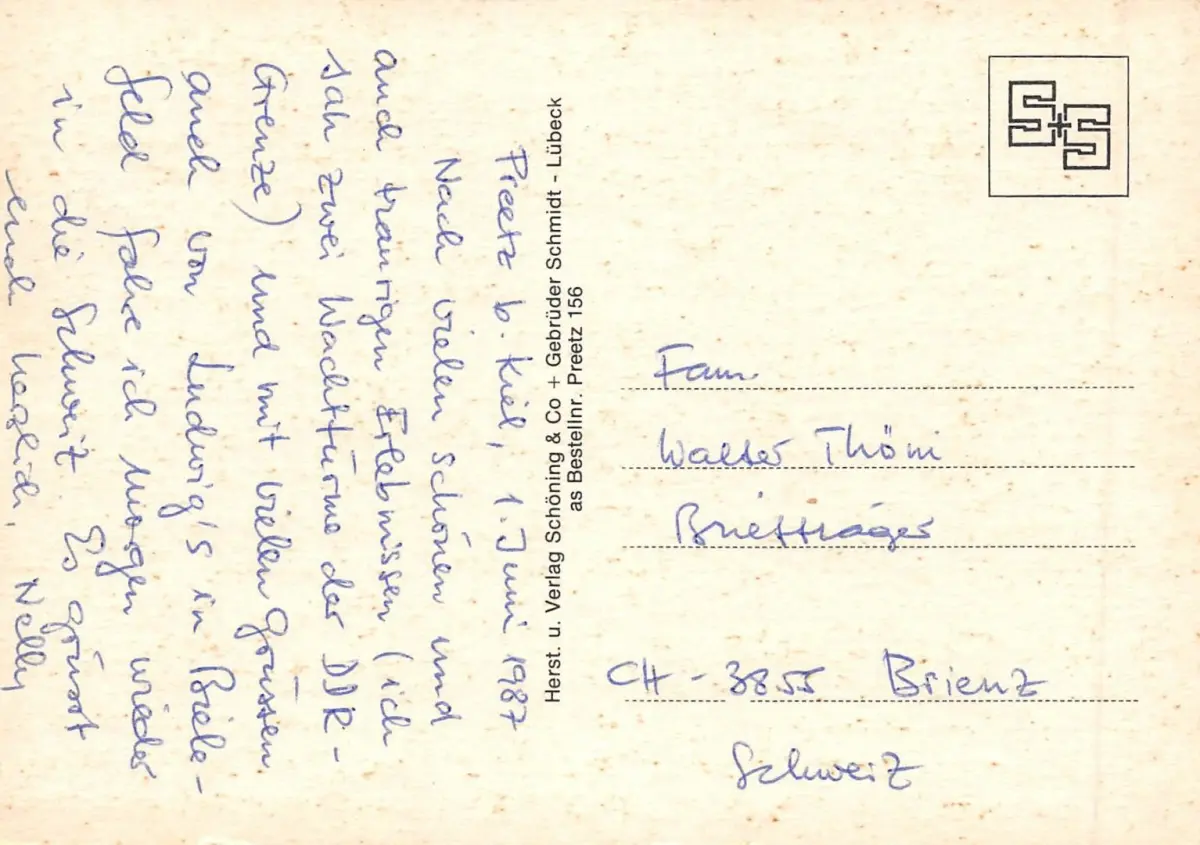 Preetz b. Kiel, 1. Juni 1987
Nach vielen schönen und
auch traurigen Erlebnissen (ich
sah zwei Wachttürme der DDR-
Grenze) und mit vielen Grüssen
auch von Ludwig's in Biele-
feld fahre ich morgen wieder
in die Schweiz. Es grüsst
euch herzlich,
Nelly
Herst. u. Verlag Schöning & Co + Gebrüder Schmidt - Lübeck
as Bestellnr. Preetz 156
S+S
Fam.
Walter Thöni
Briefträger
CH - 3855 Brienz
Schweiz